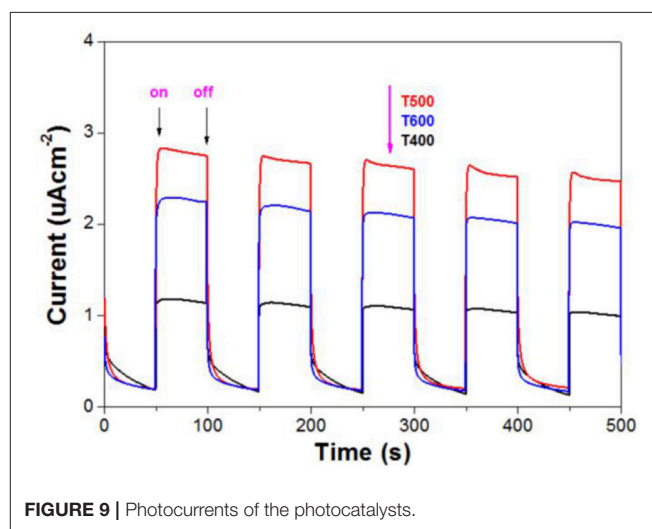 4
3
2
1
0
Current (uAcm-2)
on off
T500
T600
T400
0 100 200 300 400 500
Time (s)
FIGURE 9 | Photocurrents of the photocatalysts.